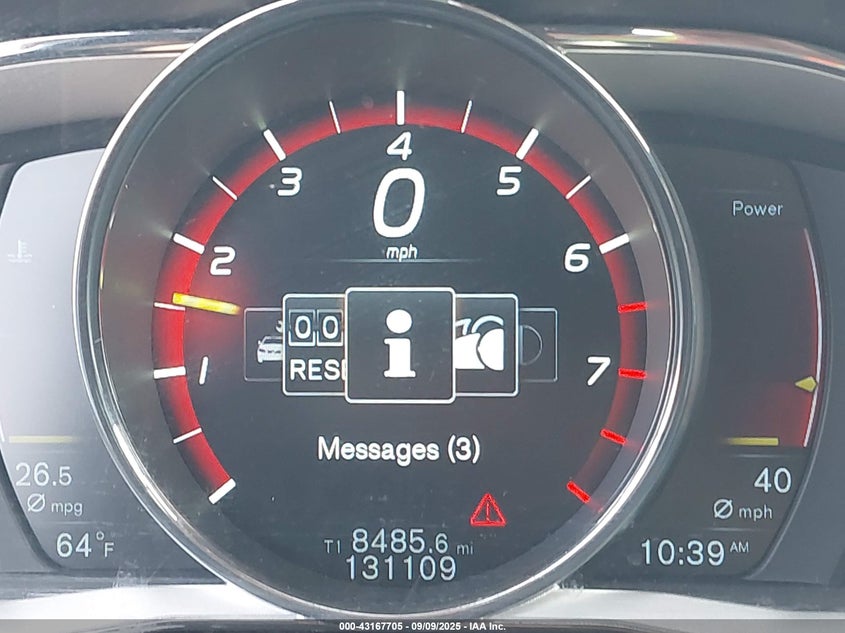 4
3
5
0
mph
2
6
Power
00
RESE
1
7
Messages (3)
26.5
Ø mpg
40
Ø mph
64°F
T1 8485.6 mi
131109
10:39 AM
000-43167705 - 09/09/2025 - IAA Inc.